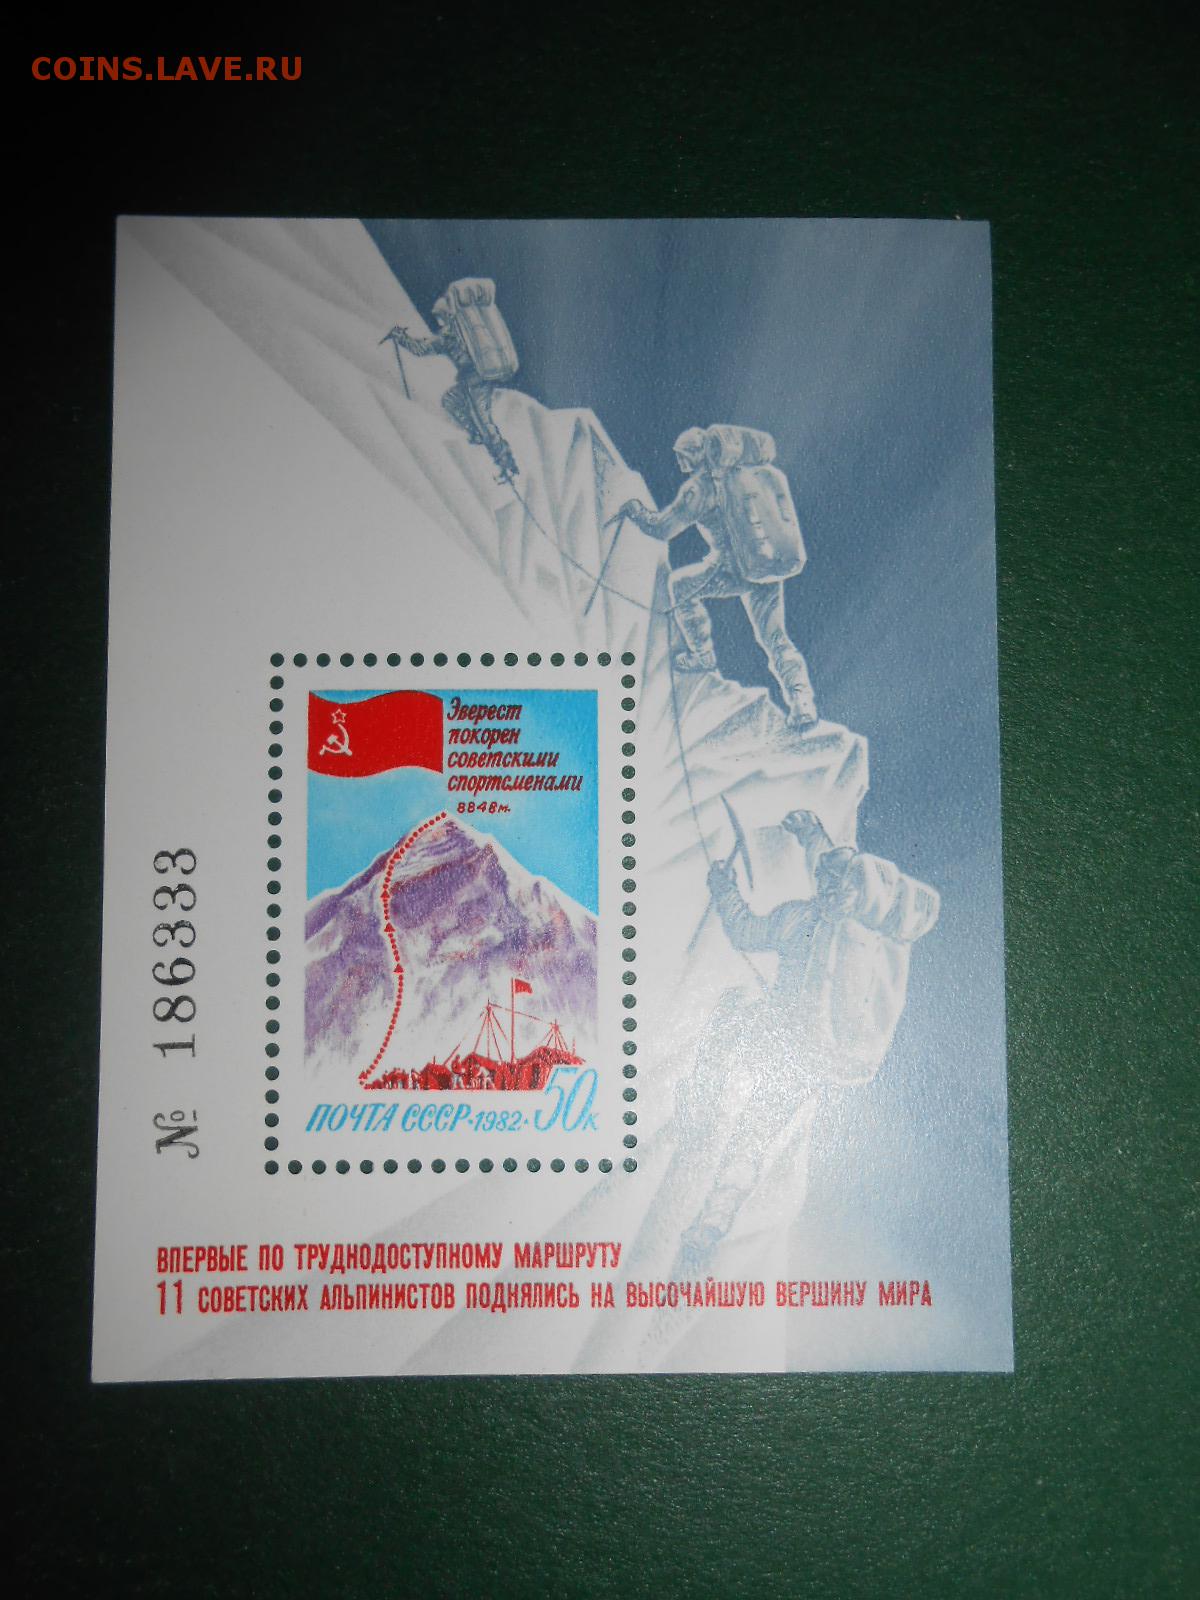 COINS.LAVE.RU
Эверест
покорен
советскими
спортсменами
8848м.
№ 186333
ПОЧТА СССР·1982· 50к
ВПЕРВЫЕ ПО ТРУДНОДОСТУПНОМУ МАРШРУТУ
11 СОВЕТСКИХ АЛЬПИНИСТОВ ПОДНЯЛИСЬ НА ВЫСОЧАЙШУЮ ВЕРШИНУ МИРА